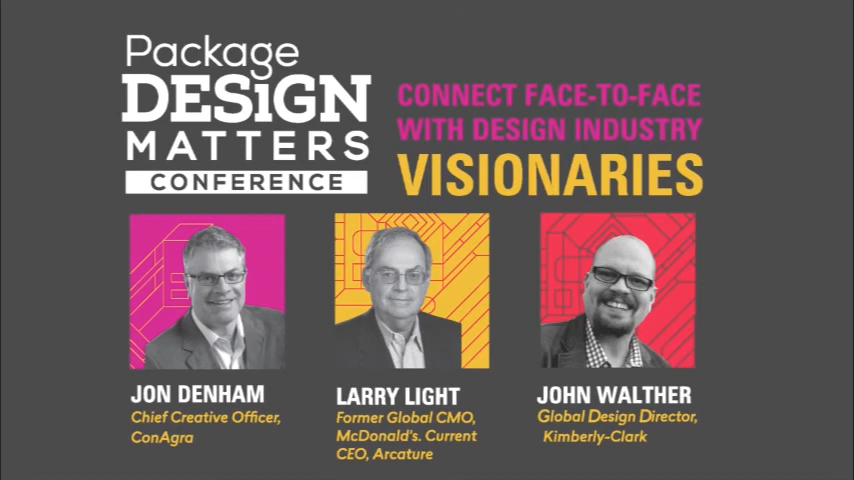 Package
DESiGN
MATTERS
CONFERENCE
CONNECT FACE-TO-FACE
WITH DESIGN INDUSTRY
VISIONARIES
JON DENHAM
Chief Creative Officer,
ConAgra
LARRY LIGHT
Former Global CMO,
McDonald's. Current
CEO, Arcature
JOHN WALTHER
Global Design Director,
Kimberly-Clark